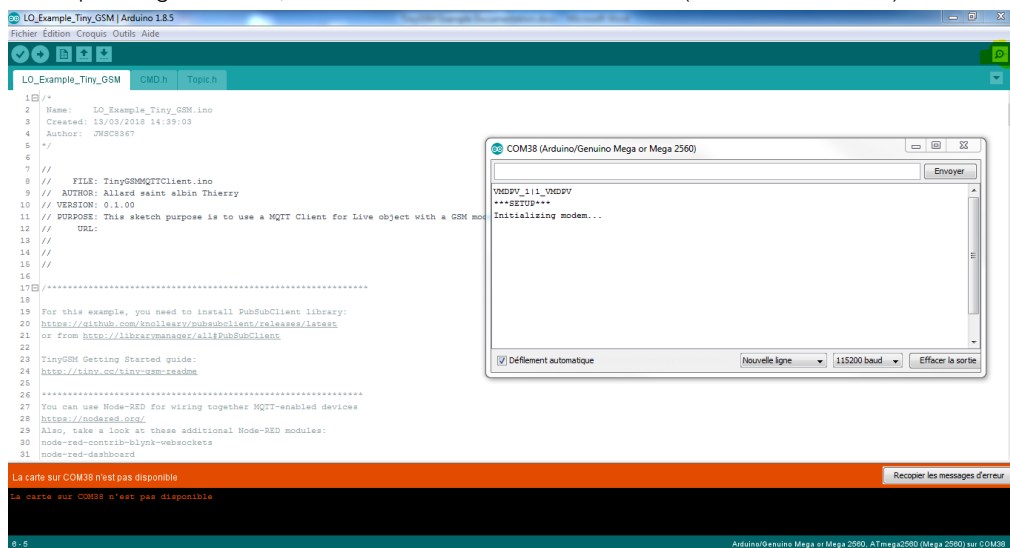 LO_Example_Tiny_GSM | Arduino 1.8.5
Fichier Édition Croquis Outils Aide
LO_Example_Tiny_GSM CMD.h Topic.h
1 /*
2 Name: LO_Example_Tiny_GSM.ino
3 Created: 13/03/2018 14:39:03
4 Author: JWSC8367
5 */
6
7 //
8 // FILE: TinyGSMMQTTClient.ino
9 // AUTHOR: Allard saint albin Thierry
10 // VERSION: 0.1.00
11 // PURPOSE: This sketch purpose is to use a MQTT Client for Live object with a GSM mod
12 // URL:
13 //
14 //
15 //
16
17 /**************************************************************
18
19 For this example, you need to install PubSubClient library:
20 https://github.com/knolleary/pubsubclient/releases/latest
21 or from http://librarymanager/all#PubSubClient
22
23 TinyGSM Getting Started guide:
24 http://tiny.cc/tiny-gsm-readme
25
26 **************************************************************
27 You can use Node-RED for wiring together MQTT-enabled devices
28 https://nodered.org/
29 Also, take a look at these additional Node-RED modules:
30 node-red-contrib-blynk-websockets
31 node-red-dashboard
COM38 (Arduino/Genuino Mega or Mega 2560)
Envoyer
VMDPV_1|1_VMDPV
***SETUP***
Initializing modem...
Défilement automatique Nouvelle ligne 115200 baud Effacer la sortie
La carte sur COM38 n'est pas disponible Recopier les messages d'erreur
La carte sur COM38 n'est pas disponible
6 - 5 Arduino/Genuino Mega or Mega 2560, ATmega2560 (Mega 2560) sur COM38